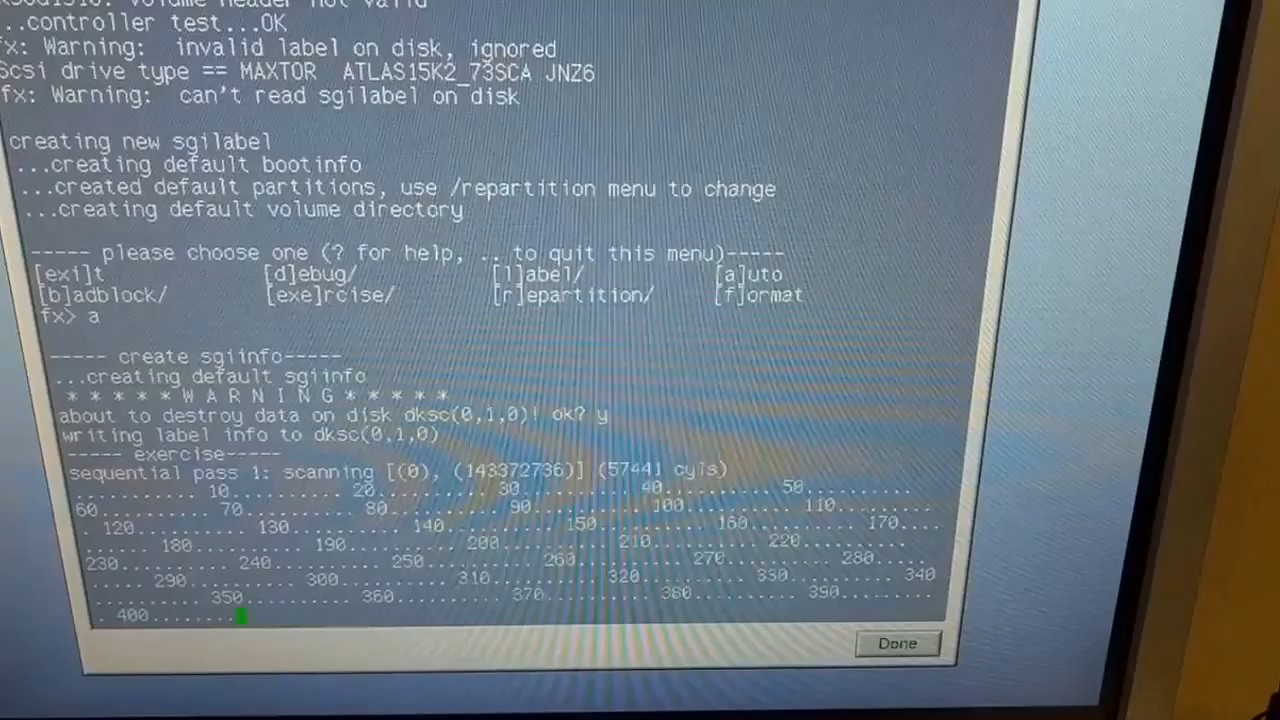 volume header not valid
...controller test...OK
fx: Warning: invalid label on disk, ignored
Scsi drive type == MAXTOR ATLAS15K2_73SCA JNZ6
fx: Warning: can't read sgilabel on disk
creating new sgilabel
...creating default bootinfo
...created default partitions, use /repartition menu to change
...creating default volume directory
----- please choose one (? for help, .. to quit this menu)-----
[exi]t [d]ebug/ [l]abel/ [a]uto
[b]adblock/ [exe]rcise/ [r]epartition/ [f]ormat
fx> a
----- create sgiinfo-----
...creating default sgiinfo
* * * * * W A R N I N G * * * * *
about to destroy data on disk dksc(0,1,0)! ok? y
writing label info to dksc(0,1,0)
----- exercise-----
sequential pass 1: scanning [(0), (143372736)] (57441 cyls)
.......... 10.......... 20.......... 30.......... 40.......... 50..........
60.......... 70.......... 80.......... 90.......... 100.......... 110..........
120.......... 130.......... 140.......... 150.......... 160.......... 170....
...... 180.......... 190.......... 200.......... 210.......... 220..........
230.......... 240.......... 250.......... 260.......... 270.......... 280....
...... 290.......... 300.......... 310.......... 320.......... 330.......... 340
.......... 350.......... 360.......... 370.......... 380.......... 390.........
. 400........
Done